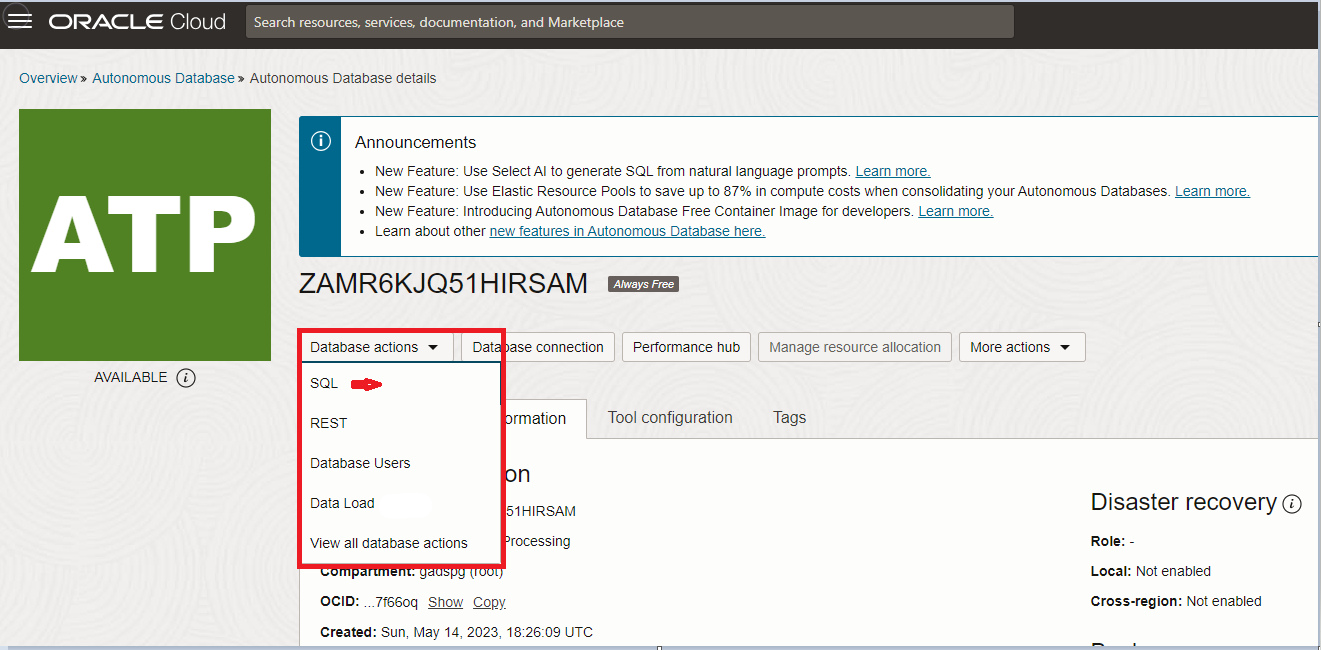 ORACLE Cloud
Search resources, services, documentation, and Marketplace
Overview » Autonomous Database » Autonomous Database details
ATP
AVAILABLE i
i Announcements
• New Feature: Use Select AI to generate SQL from natural language prompts. Learn more.
• New Feature: Use Elastic Resource Pools to save up to 87% in compute costs when consolidating your Autonomous Databases. Learn more.
• New Feature: Introducing Autonomous Database Free Container Image for developers. Learn more.
• Learn about other new features in Autonomous Database here.
ZAMR6KJQ51HIRSAM Always Free
Database actions Database connection Performance hub Manage resource allocation More actions
SQL
REST
Database Users
Data Load
View all database actions
ormation Tool configuration Tags
on
51HIRSAM
Processing
Compartment: gadspg (root)
OCID: ...7f66oq Show Copy
Created: Sun, May 14, 2023, 18:26:09 UTC
Disaster recovery i
Role: -
Local: Not enabled
Cross-region: Not enabled